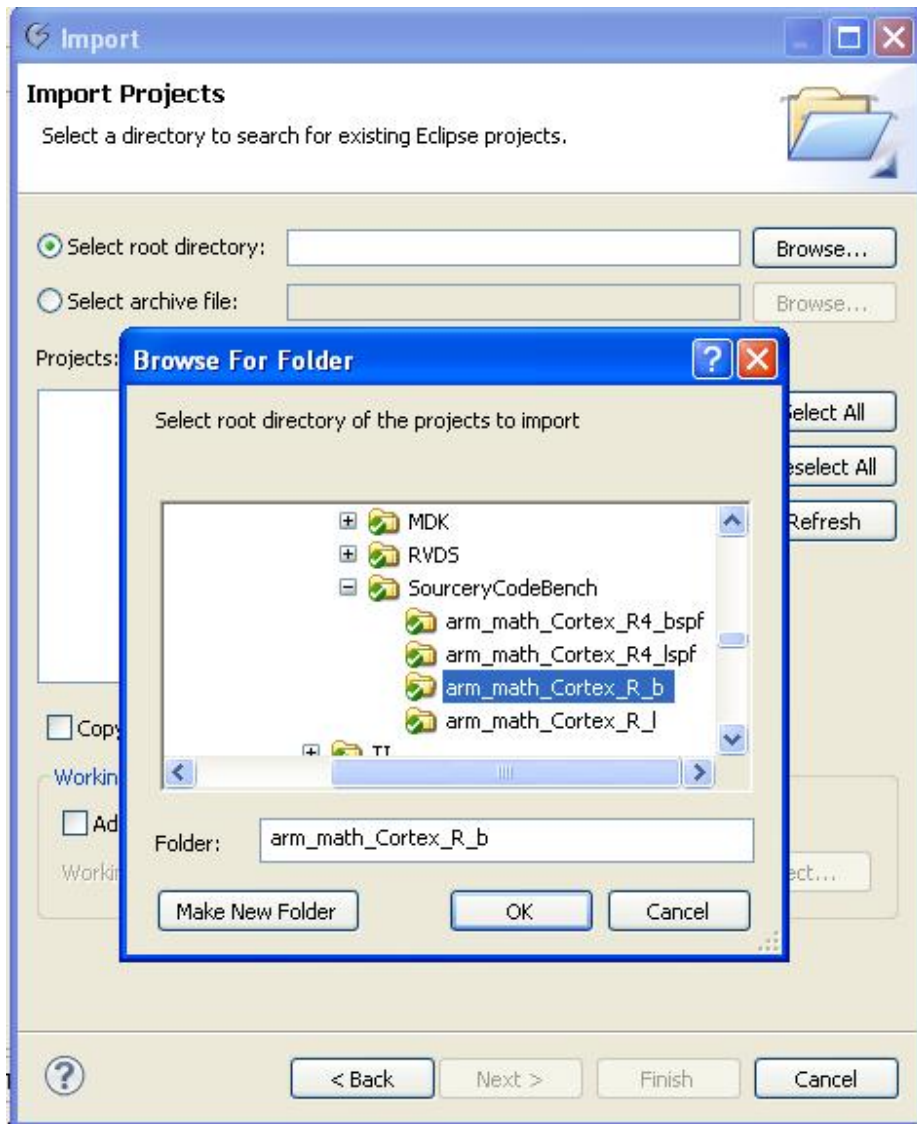 Import
Import Projects
Select a directory to search for existing Eclipse projects.
Select root directory:
Browse...
Select archive file:
Browse...
Projects:
Browse For Folder
Select root directory of the projects to import
MDK
RVDS
SourceryCodeBench
arm_math_Cortex_R4_bspf
arm_math_Cortex_R4_lspf
arm_math_Cortex_R_b
arm_math_Cortex_R_l
TI
Folder:
arm_math_Cortex_R_b
Make New Folder
OK
Cancel
Select All
eselect All
Refresh
Copy
Workin
Ad
Workin
ect...
< Back
Next >
Finish
Cancel